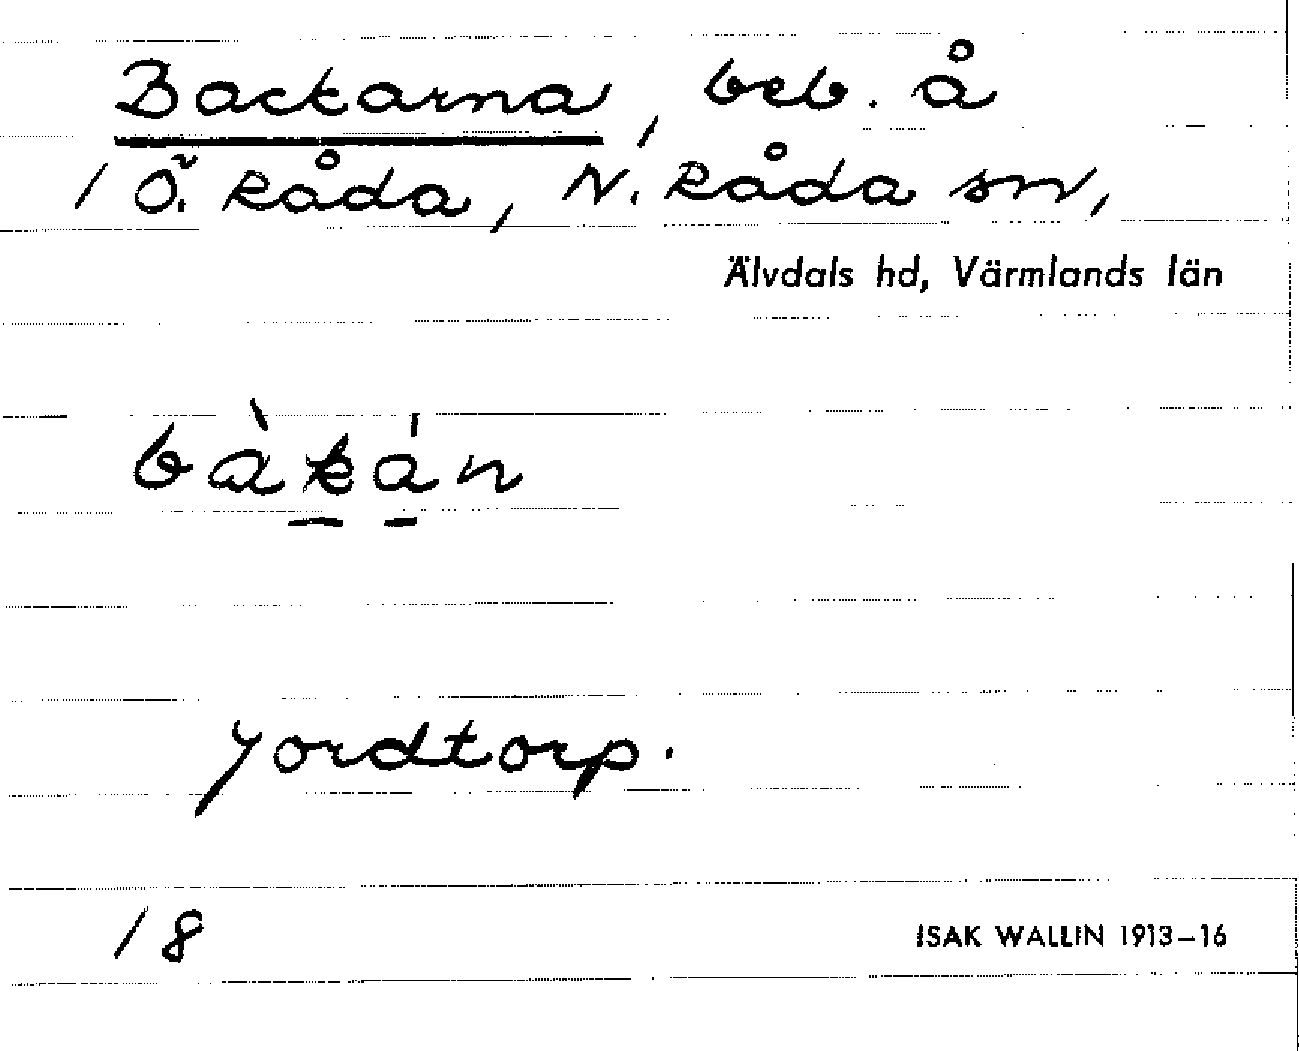 Backarna, beb. å
1 Ö. Råda, N. Råda sn,
Älvdals hd, Värmlands län
bàkán
Jordtorp.
18
ISAK WALLIN 1913–16